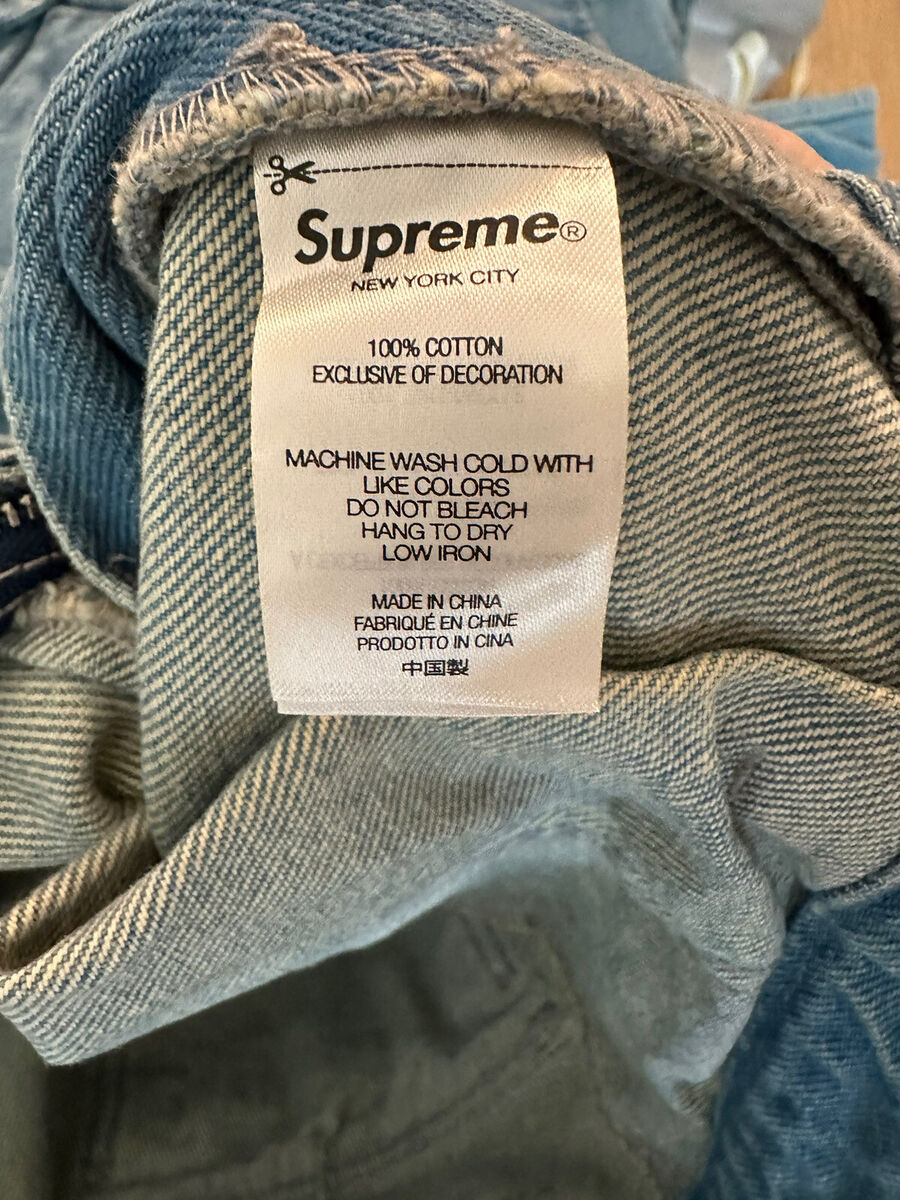 Supreme®
NEW YORK CITY
100% COTTON
EXCLUSIVE OF DECORATION
MACHINE WASH COLD WITH
LIKE COLORS
DO NOT BLEACH
HANG TO DRY
LOW IRON
MADE IN CHINA
FABRIQUÉ EN CHINE
PRODOTTO IN CINA
中国製